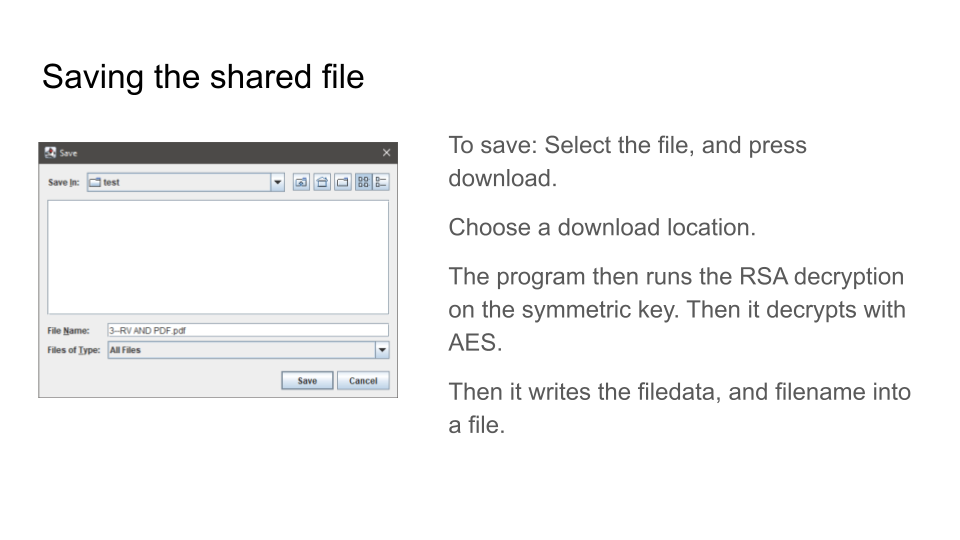 Saving the shared file
Save
Save In: test
File Name: 3--RV AND PDF.pdf
Files of Type: All Files
Save Cancel
To save: Select the file, and press
download.
Choose a download location.
The program then runs the RSA decryption
on the symmetric key. Then it decrypts with
AES.
Then it writes the filedata, and filename into
a file.